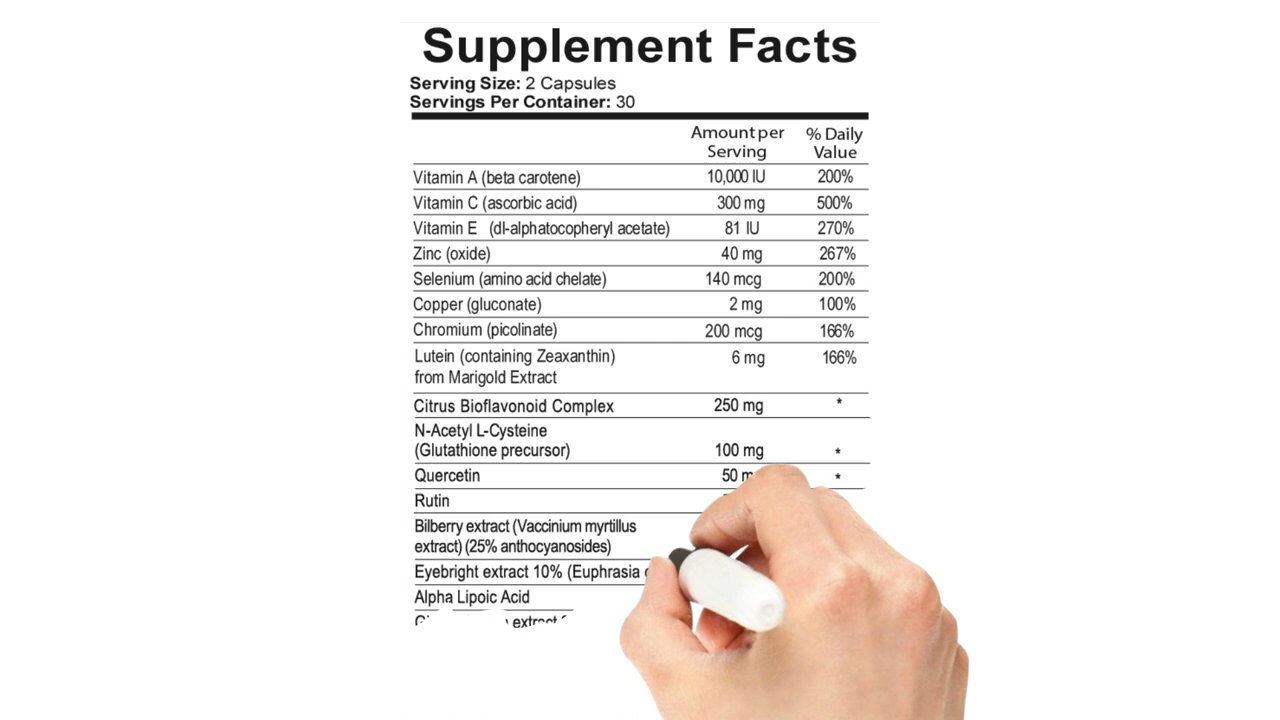 Supplement Facts
Serving Size: 2 Capsules
Servings Per Container: 30
Amount per Serving % Daily Value
Vitamin A (beta carotene) 10,000 IU 200%
Vitamin C (ascorbic acid) 300 mg 500%
Vitamin E (dl-alphatocopheryl acetate) 81 IU 270%
Zinc (oxide) 40 mg 267%
Selenium (amino acid chelate) 140 mcg 200%
Copper (gluconate) 2 mg 100%
Chromium (picolinate) 200 mcg 166%
Lutein (containing Zeaxanthin) 6 mg 166%
from Marigold Extract
Citrus Bioflavonoid Complex 250 mg *
N-Acetyl L-Cysteine
(Glutathione precursor) 100 mg *
Quercetin 50 *
Rutin
Bilberry extract (Vaccinium myrtillus
extract) (25% anthocyanosides)
Eyebright extract 10% (Euphrasia
Alpha Lipoic Acid
extract